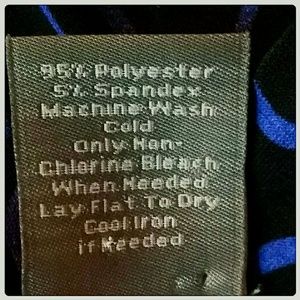 95% Polyester
5% Spandex
Machine Wash
Cold
Only Non-
Chlorine Bleach
When Needed
Lay Flat To Dry
Cool Iron
if Needed